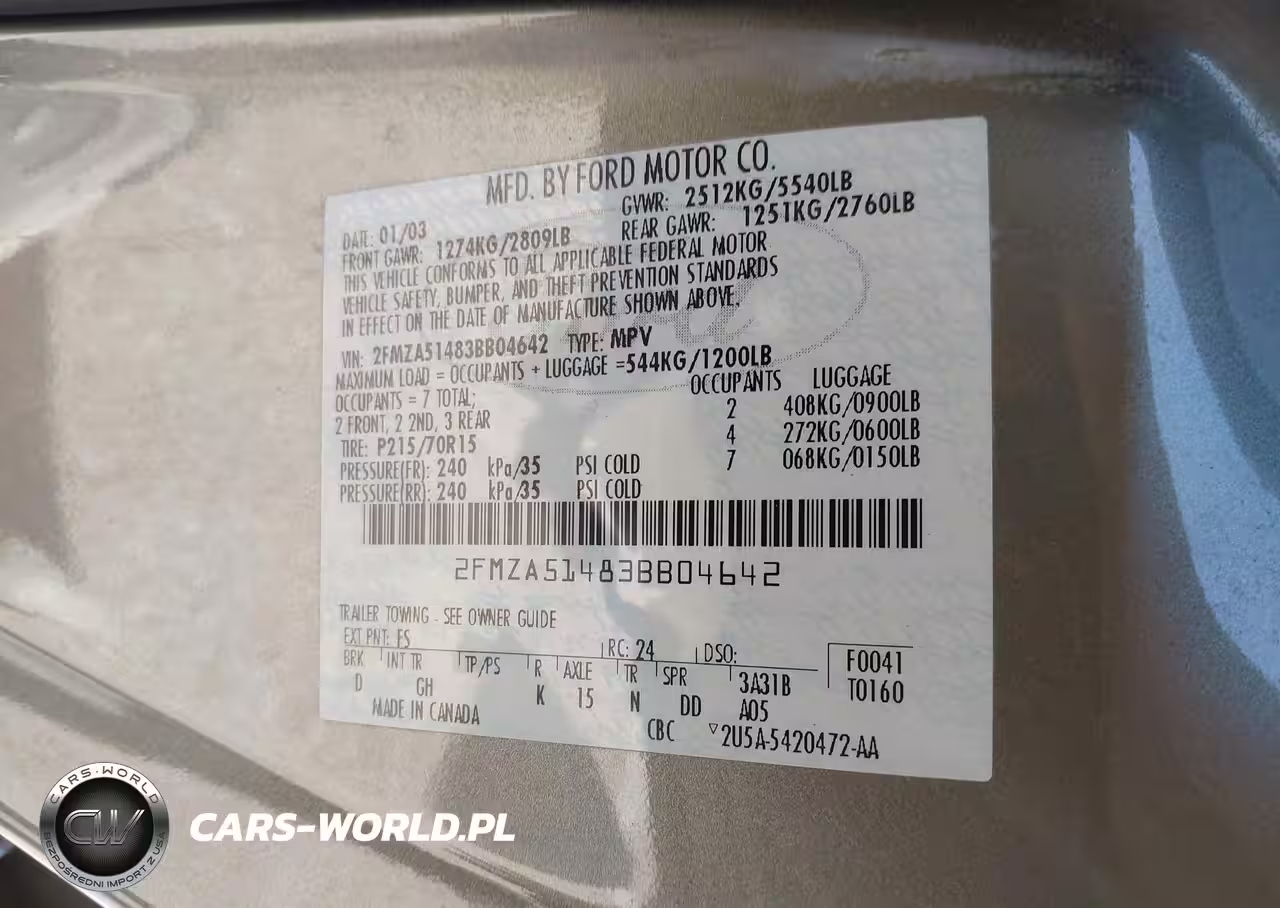 MFD. BY FORD MOTOR CO.
DATE: 01/03 GVWR: 2512KG/5540LB
FRONT GAWR: 1274KG/2809LB REAR GAWR: 1251KG/2760LB
THIS VEHICLE CONFORMS TO ALL APPLICABLE FEDERAL MOTOR
VEHICLE SAFETY, BUMPER, AND THEFT PREVENTION STANDARDS
IN EFFECT ON THE DATE OF MANUFACTURE SHOWN ABOVE.
VIN: 2FMZA51483BB04642 TYPE: MPV
MAXIMUM LOAD = OCCUPANTS + LUGGAGE =544KG/1200LB
OCCUPANTS = 7 TOTAL; OCCUPANTS LUGGAGE
2 FRONT, 2 2ND, 3 REAR 2 408KG/0900LB
TIRE: P215/70R15 4 272KG/0600LB
PRESSURE(FR): 240 kPa/35 PSI COLD 7 068KG/0150LB
PRESSURE(RR): 240 kPa/35 PSI COLD
2FMZA51483BB04642
TRAILER TOWING - SEE OWNER GUIDE
EXT PNT: FS RC: 24 DSO: F0041
BRK INT TR TP/PS R AXLE TR SPR T0160
D GH K 15 N DD 3A31B
A05
MADE IN CANADA CBC ▽2U5A-5420472-AA
CARS-WORLD
CW
BEZPOŚREDNI IMPORT Z USA
CARS-WORLD.PL